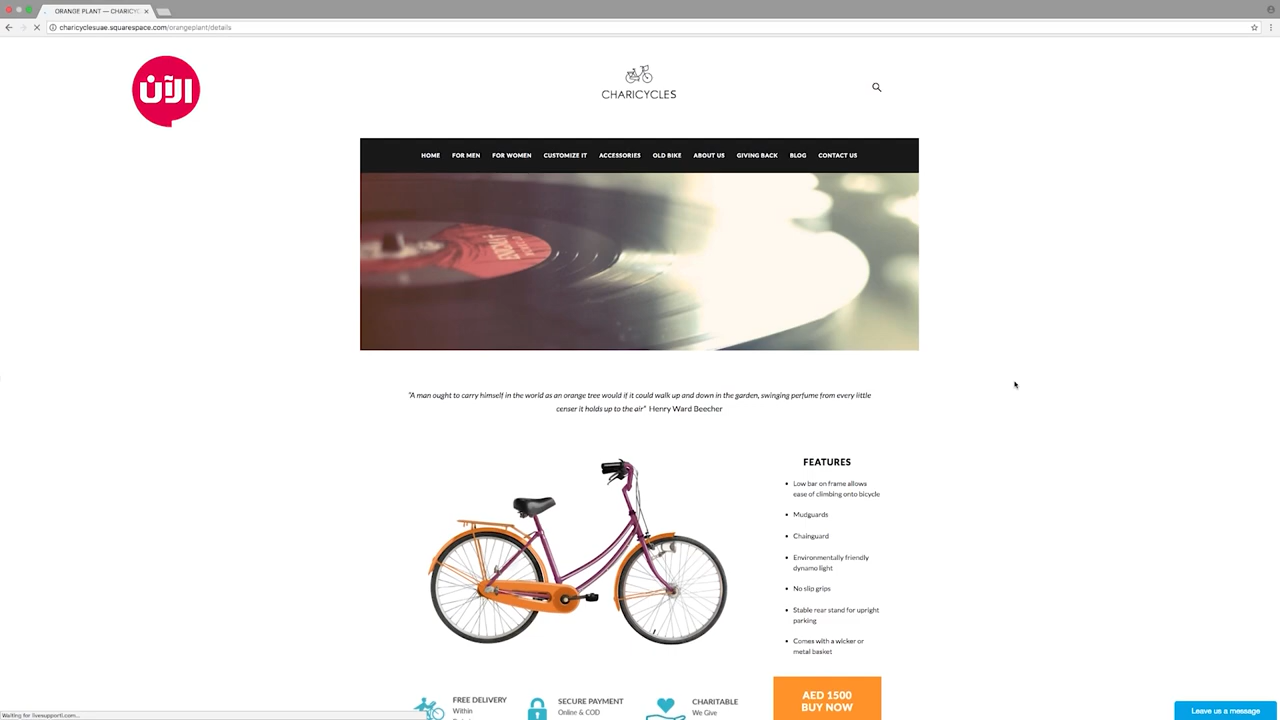 ORANGE PLANT — CHARICYC
charicyclesuae.squarespace.com/orangeplant/details
الآن
CHARICYCLES
HOME FOR MEN FOR WOMEN CUSTOMIZE IT ACCESSORIES OLD BIKE ABOUT US GIVING BACK BLOG CONTACT US
"A man ought to carry himself in the world as an orange tree would if it could walk up and down in the garden, swinging perfume from every little
censer it holds up to the air" Henry Ward Beecher
FEATURES
Low bar on frame allows
ease of climbing onto bicycle
Mudguards
Chainguard
Environmentally friendly
dynamo light
No slip grips
Stable rear stand for upright
parking
Comes with a wicker or
metal basket
AED 1500
BUY NOW
FREE DELIVERY
Within
SECURE PAYMENT
Online & COD
CHARITABLE
We Give
Leave us a message
Waiting for livesupporti.com...